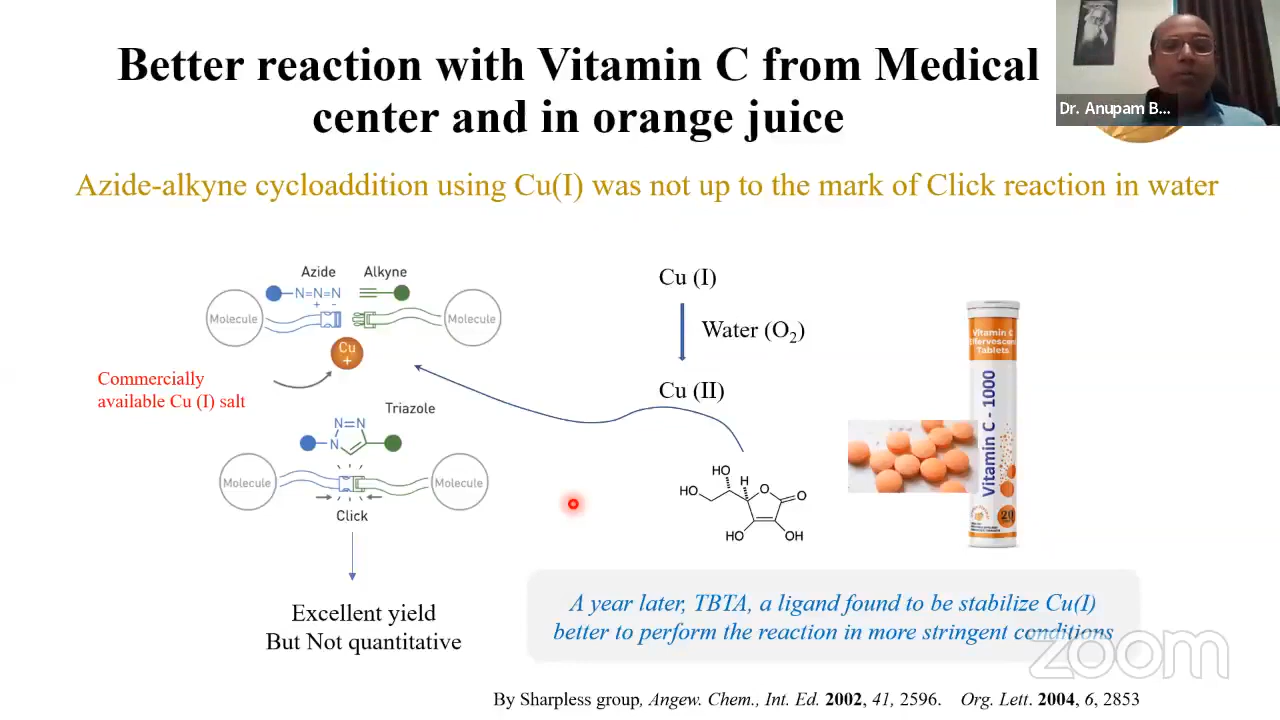 Better reaction with Vitamin C from Medical
center and in orange juice
Dr. Anupam B...
Azide-alkyne cycloaddition using Cu(I) was not up to the mark of Click reaction in water
Azide
Alkyne
N=N=N
+ -
Molecule
Molecule
Cu
+
Commercially
available Cu (I) salt
Triazole
N=N
N
Molecule
Molecule
Click
Excellent yield
But Not quantitative
Cu (I)
Water (O₂)
Cu (II)
HO
H
HO
O
O
HO
OH
Vitamin C
Effervescent
Tablets
Vitamin C - 1000
20
A year later, TBTA, a ligand found to be stabilize Cu(I)
better to perform the reaction in more stringent conditions
zoom
By Sharpless group, Angew. Chem., Int. Ed. 2002, 41, 2596. Org. Lett. 2004, 6, 2853